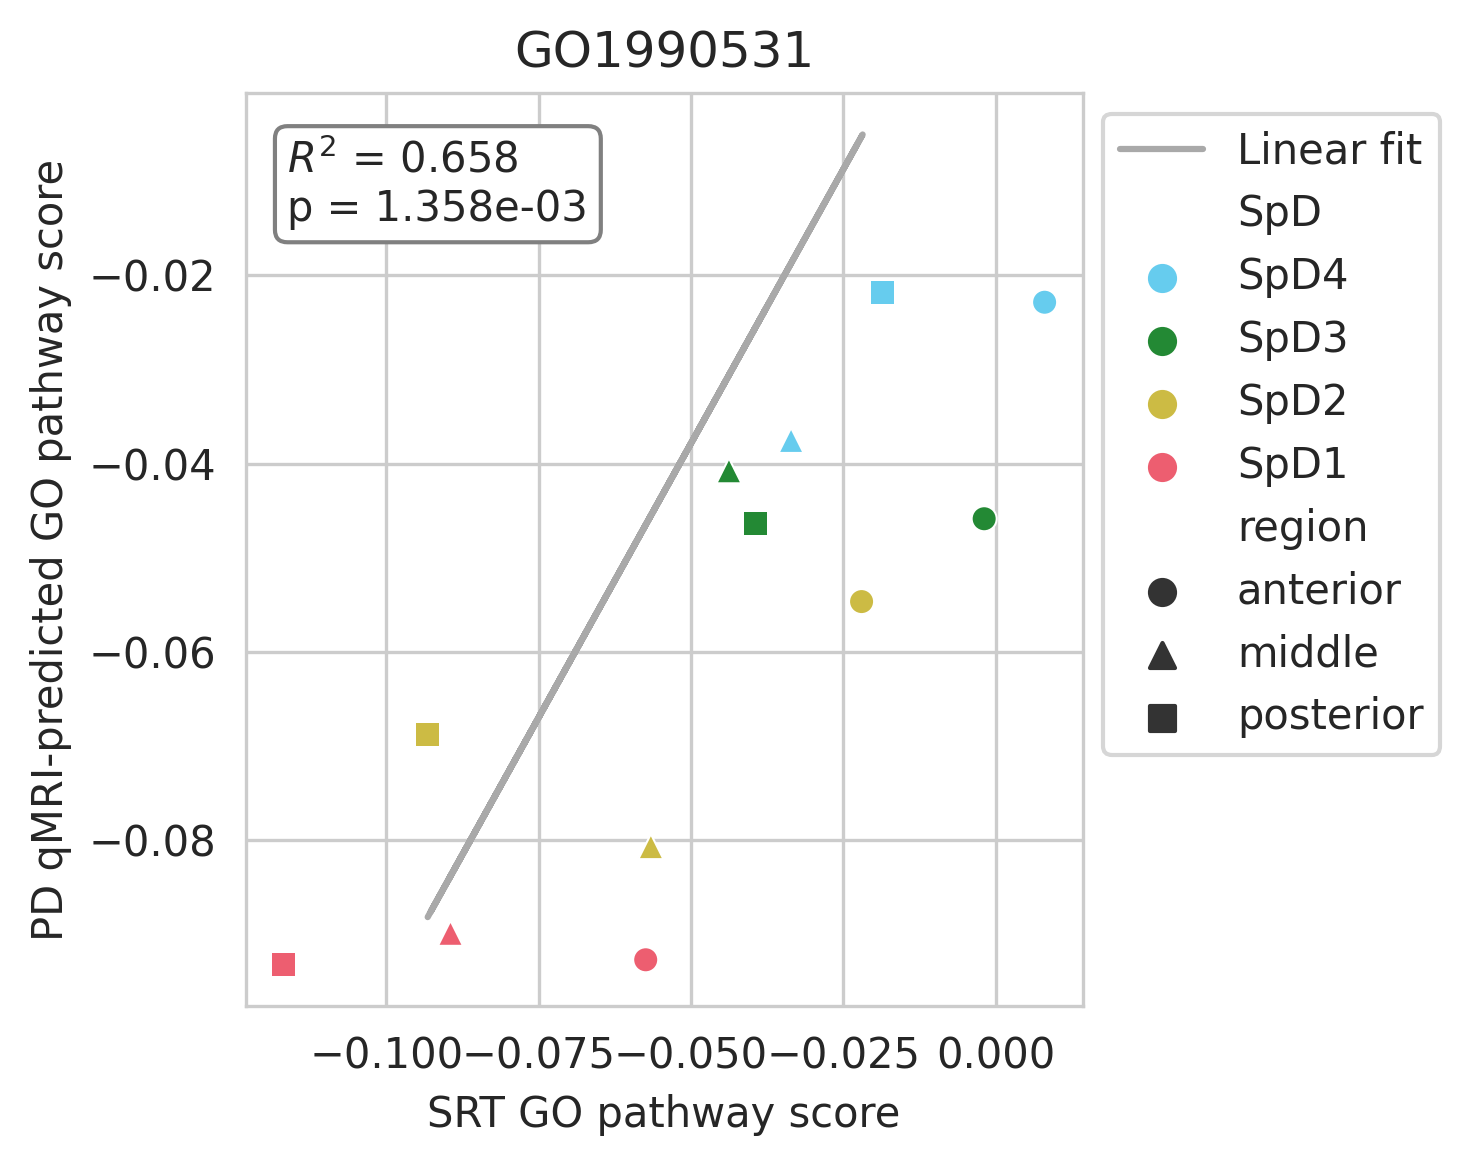 GO1990531
R² = 0.658
p = 1.358e-03
PD qMRI-predicted GO pathway score
−0.02
−0.04
−0.06
−0.08
−0.100 −0.075 −0.050 −0.025 0.000
SRT GO pathway score
Linear fit
SpD
SpD4
SpD3
SpD2
SpD1
region
anterior
middle
posterior